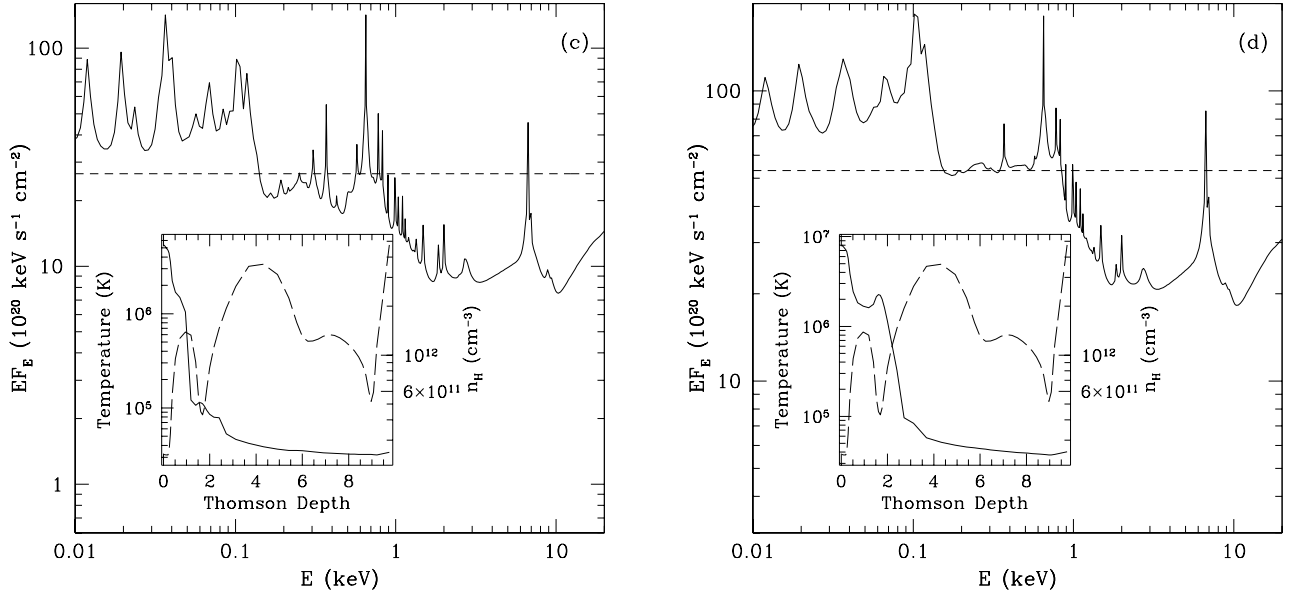 (c)
100
10
1
EF_E (10^20 keV s^-1 cm^-2)
0.01 0.1 1 10
E (keV)
10^6
10^5
Temperature (K)
0 2 4 6 8
Thomson Depth
10^12
6×10^11
n_H (cm^-3)
(d)
100
10
EF_E (10^20 keV s^-1 cm^-2)
0.01 0.1 1 10
E (keV)
10^7
10^6
10^5
Temperature (K)
0 2 4 6 8
Thomson Depth
10^12
6×10^11
n_H (cm^-3)